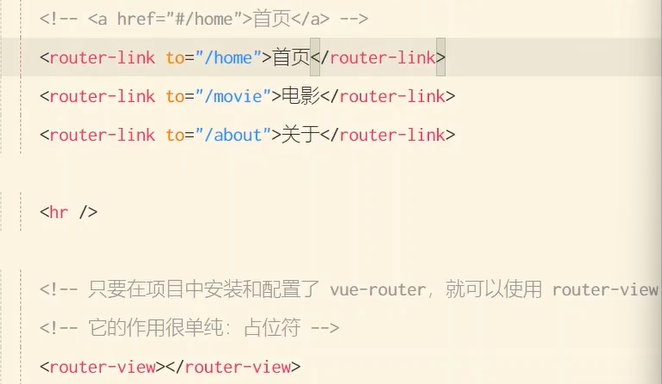 <!-- <a href="#/home">首页</a> -->
<router-link to="/home">首页</router-link>
<router-link to="/movie">电影</router-link>
<router-link to="/about">关于</router-link>
<hr />
<!-- 只要在项目中安装和配置了 vue-router，就可以使用 router-view
<!-- 它的作用很单纯：占位符 -->
<router-view></router-view>